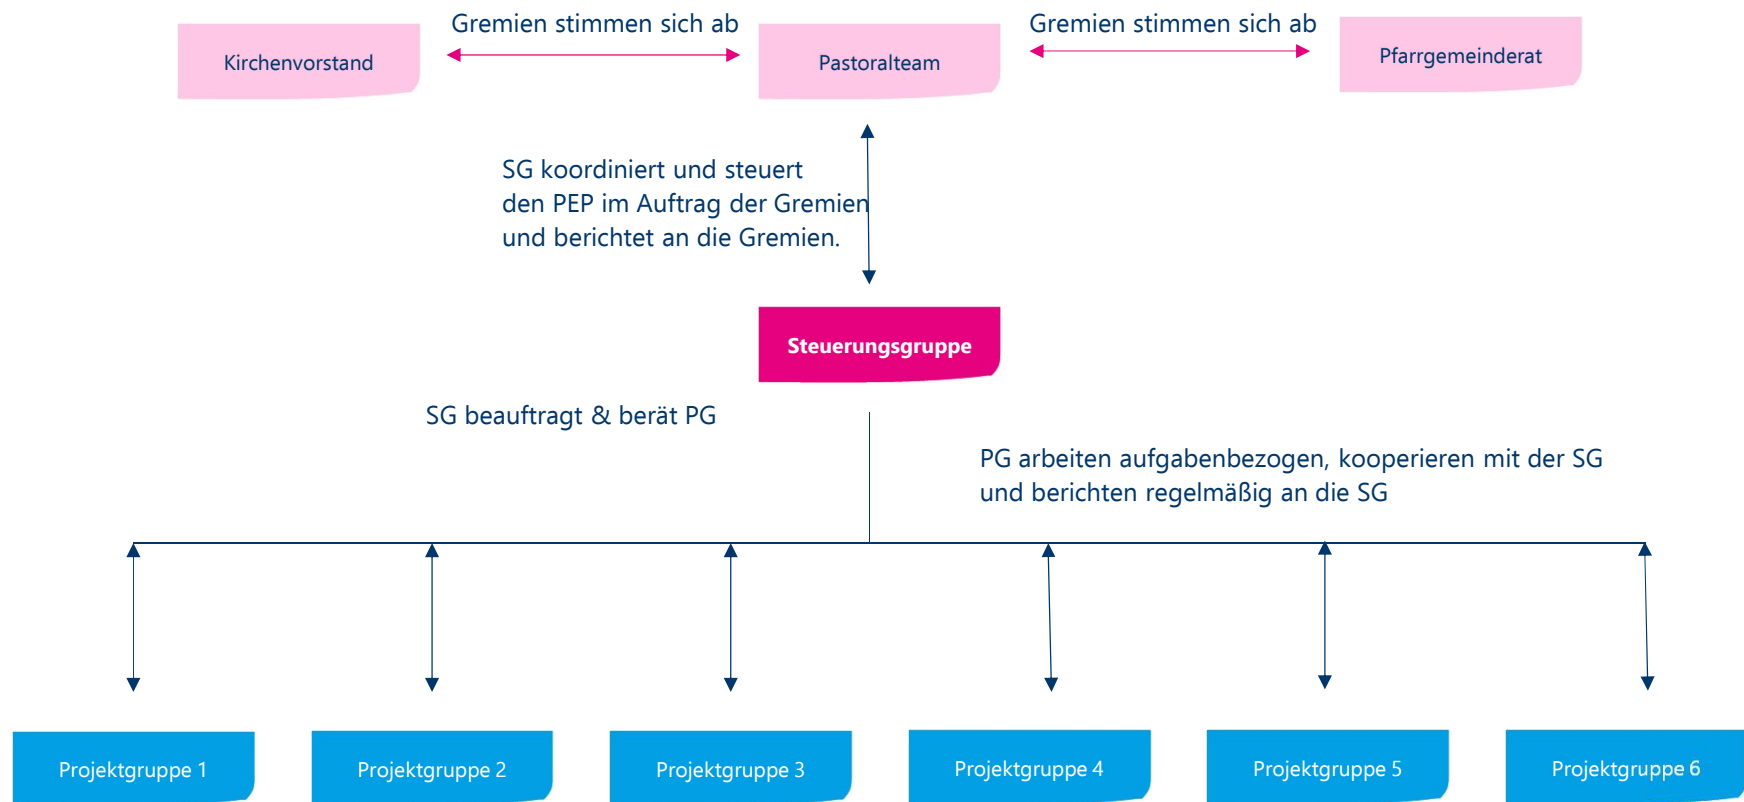 Gremien stimmen sich ab
Gremien stimmen sich ab
Kirchenvorstand
Pastoralteam
Pfarrgemeinderat
SG koordiniert und steuert
den PEP im Auftrag der Gremien
und berichtet an die Gremien.
Steuerungsgruppe
SG beauftragt & berät PG
PG arbeiten aufgabenbezogen, kooperieren mit der SG
und berichten regelmäßig an die SG
Projektgruppe 1
Projektgruppe 2
Projektgruppe 3
Projektgruppe 4
Projektgruppe 5
Projektgruppe 6